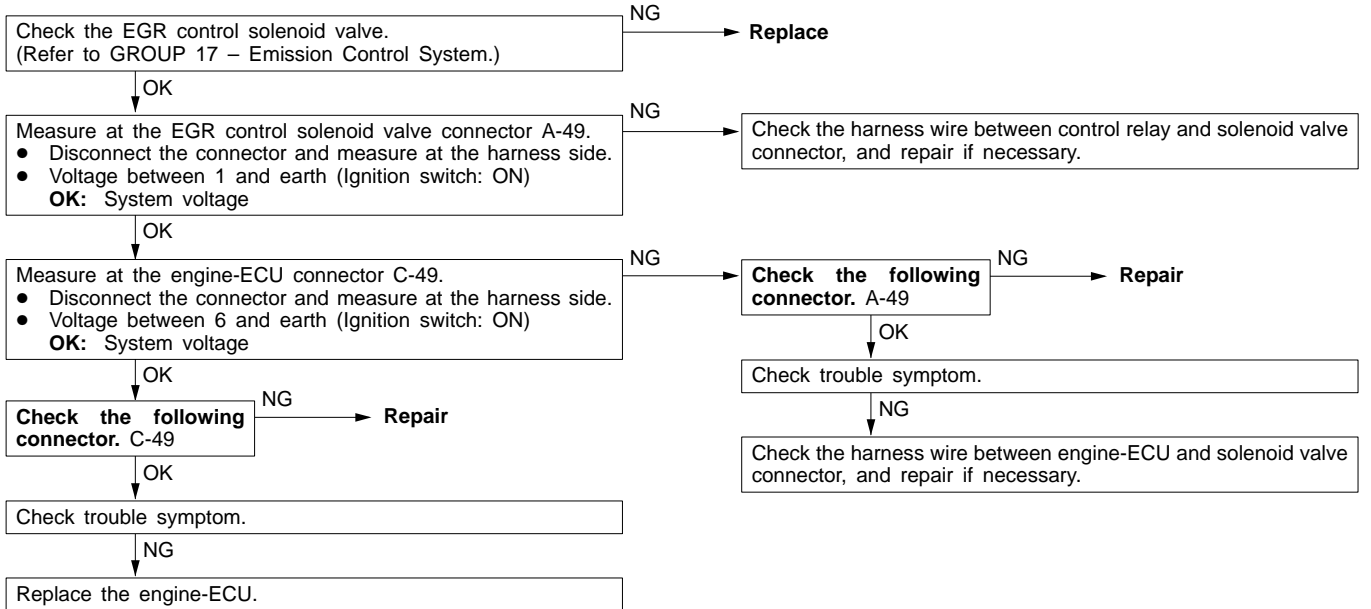 Check the EGR control solenoid valve.
(Refer to GROUP 17 – Emission Control System.)
NG
Replace
OK
Measure at the EGR control solenoid valve connector A-49.
● Disconnect the connector and measure at the harness side.
● Voltage between 1 and earth (Ignition switch: ON)
OK: System voltage
NG
Check the harness wire between control relay and solenoid valve
connector, and repair if necessary.
OK
Measure at the engine-ECU connector C-49.
● Disconnect the connector and measure at the harness side.
● Voltage between 6 and earth (Ignition switch: ON)
OK: System voltage
NG
Check the following
connector. A-49
NG
Repair
OK
Check trouble symptom.
NG
Check the harness wire between engine-ECU and solenoid valve
connector, and repair if necessary.
OK
Check the following
connector. C-49
NG
Repair
OK
Check trouble symptom.
NG
Replace the engine-ECU.